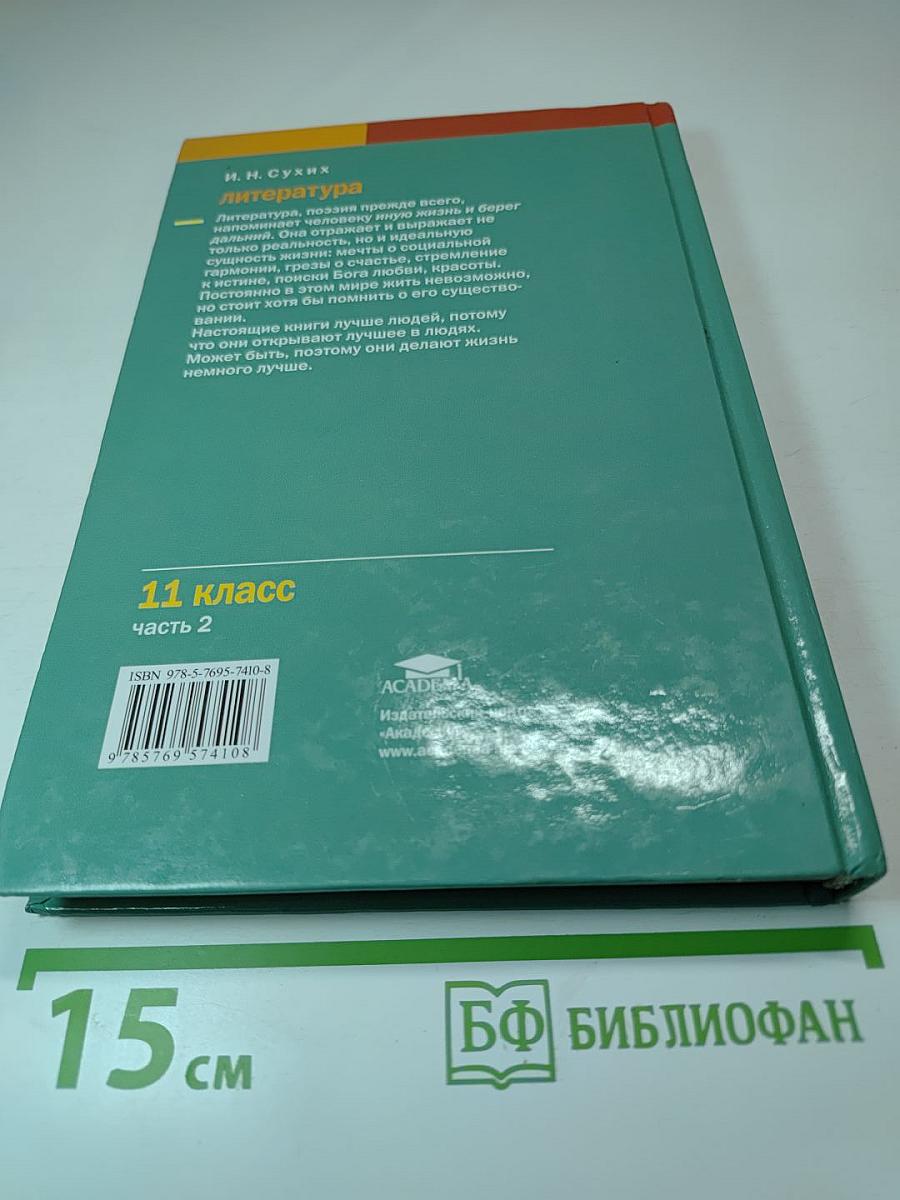 И. Н. Сухих
литература
Литература, поэзия прежде всего,
напоминает человеку иную жизнь и берег
дальний. Она отражает и выражает не
только реальность, но и идеальную
сущность жизни: мечты о социальной
гармонии, грезы о счастье, стремление
к истине, поиски Бога любви, красоты.
Постоянно в этом мире жить невозможно,
но стоит хотя бы помнить о его существо-
вании.
Настоящие книги лучше людей, потому
что они открывают лучшее в людях.
Может быть, поэтому они делают жизнь
немного лучше.
11 класс
часть 2
ISBN 978-5-7695-7410-8
9 785769 574108
ACADEMA
15 см
БФ БИБЛИОФАН